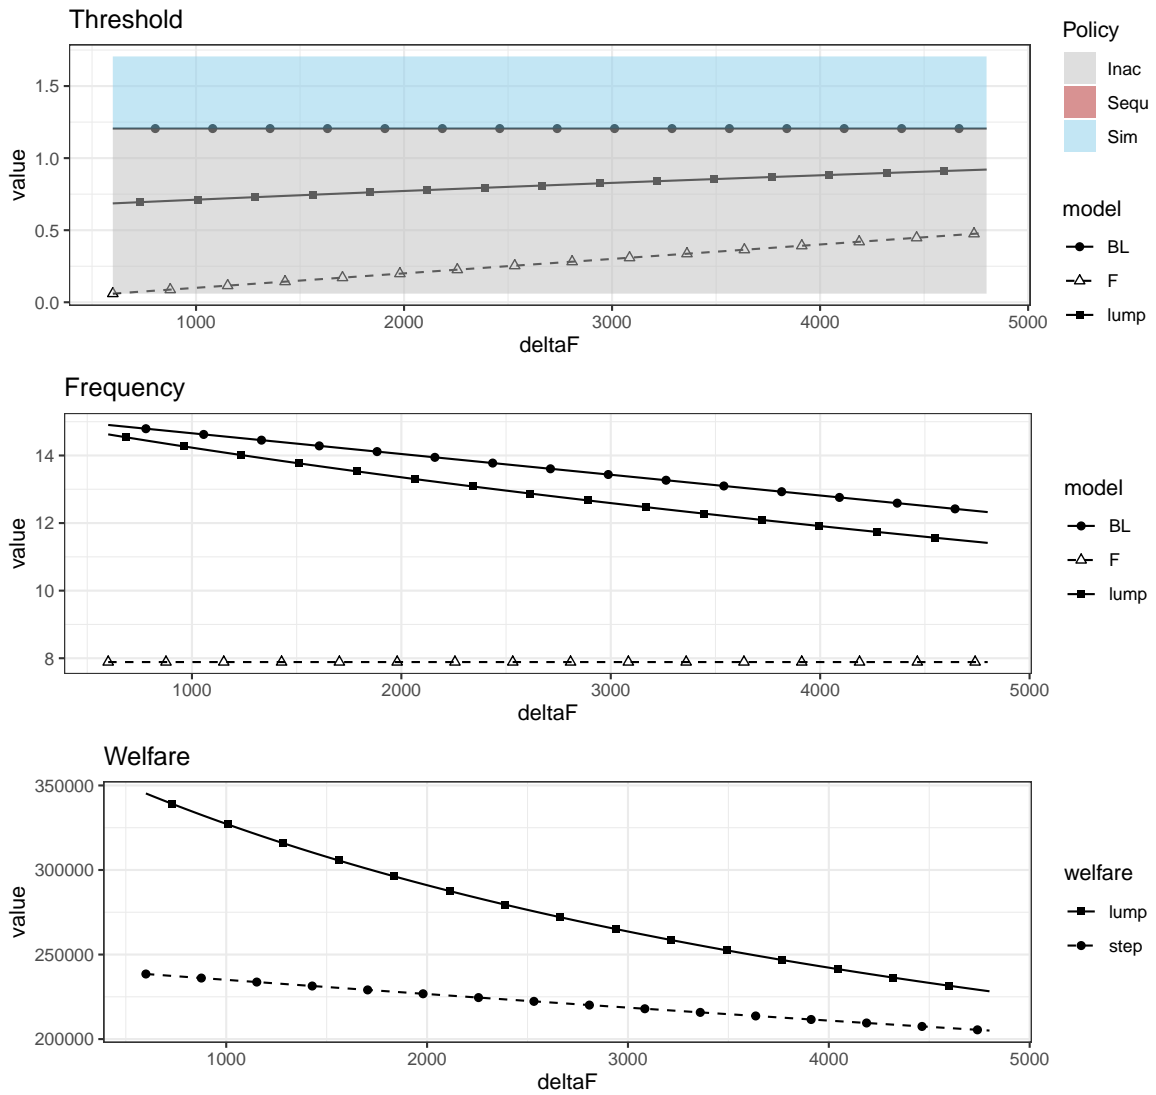 Threshold
value
1.5
1.0
0.5
0.0
1000 2000 3000 4000 5000
deltaF
Policy
Inac
Sequ
Sim
model
BL
F
lump
Frequency
value
14
12
10
8
1000 2000 3000 4000 5000
deltaF
model
BL
F
lump
Welfare
value
350000
300000
250000
200000
1000 2000 3000 4000 5000
deltaF
welfare
lump
step